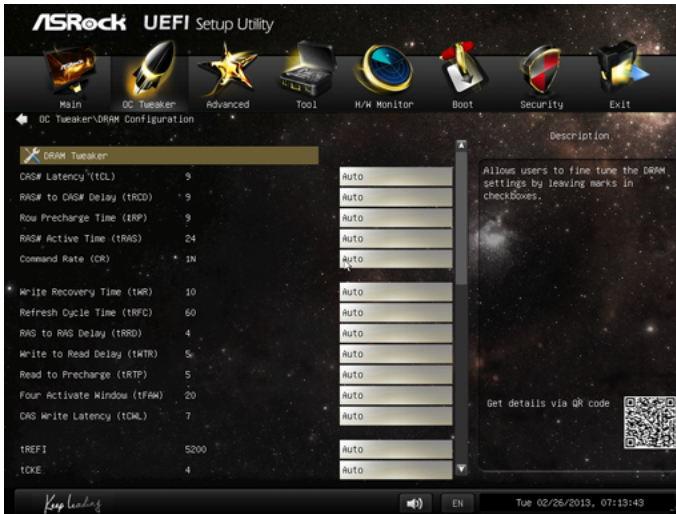 ASRock UEFI Setup Utility
Main OC Tweaker Advanced Tool H/W Monitor Boot Security Exit
OC Tweaker\DRAM Configuration
Description
DRAM Tweaker
Allows users to fine tune the DRAM
settings by leaving marks in
checkboxes.
CAS# Latency (tCL) 9 Auto
RAS# to CAS# Delay (tRCD) 9 Auto
Row Precharge Time (tRP) 9 Auto
RAS# Active Time (tRAS) 24 Auto
Command Rate (CR) 1N Auto
Write Recovery Time (tWR) 10 Auto
Refresh Cycle Time (tRFC) 60 Auto
RAS to RAS Delay (tRRD) 4 Auto
Write to Read Delay (tWTR) 5 Auto
Read to Precharge (tRTP) 5 Auto
Four Activate Window (tFAW) 20 Auto
CAS Write Latency (tCWL) 7 Auto
Get details via QR code
tREFI 5200 Auto
tCKE 4 Auto
Keep Leading
EN
Tue 02/26/2013, 07:13:43